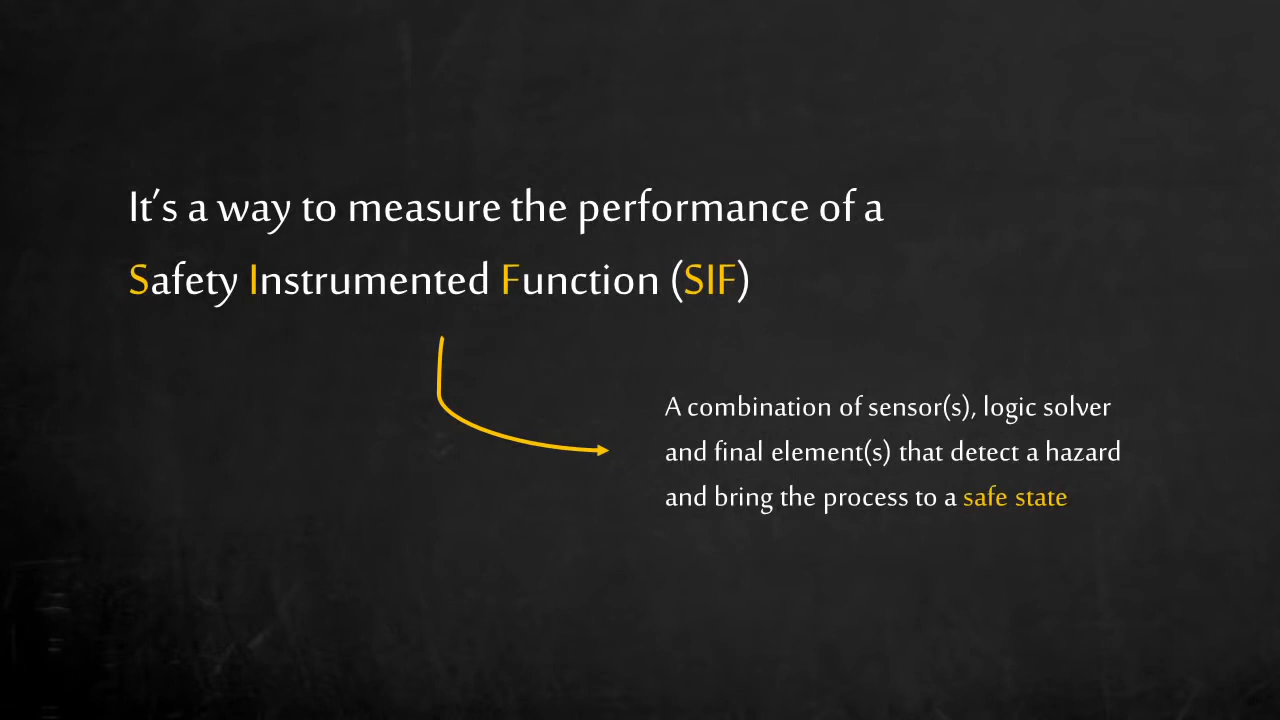 It's a way to measure the performance of a
Safety Instrumented Function (SIF)
A combination of sensor(s), logic solver
and final element(s) that detect a hazard
and bring the process to a safe state